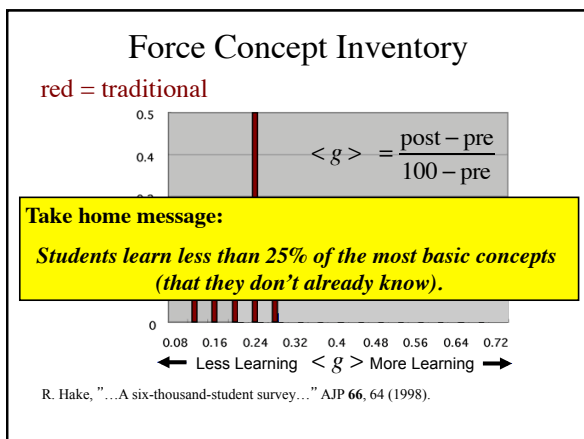 Force Concept Inventory
red = traditional
0.5
0.4
< g > = post – pre
100 – pre
Take home message:
Students learn less than 25% of the most basic concepts
(that they don’t already know).
0
0.08 0.16 0.24 0.32 0.4 0.48 0.56 0.64 0.72
Less Learning < g > More Learning
R. Hake, ”…A six-thousand-student survey…” AJP 66, 64 (1998).